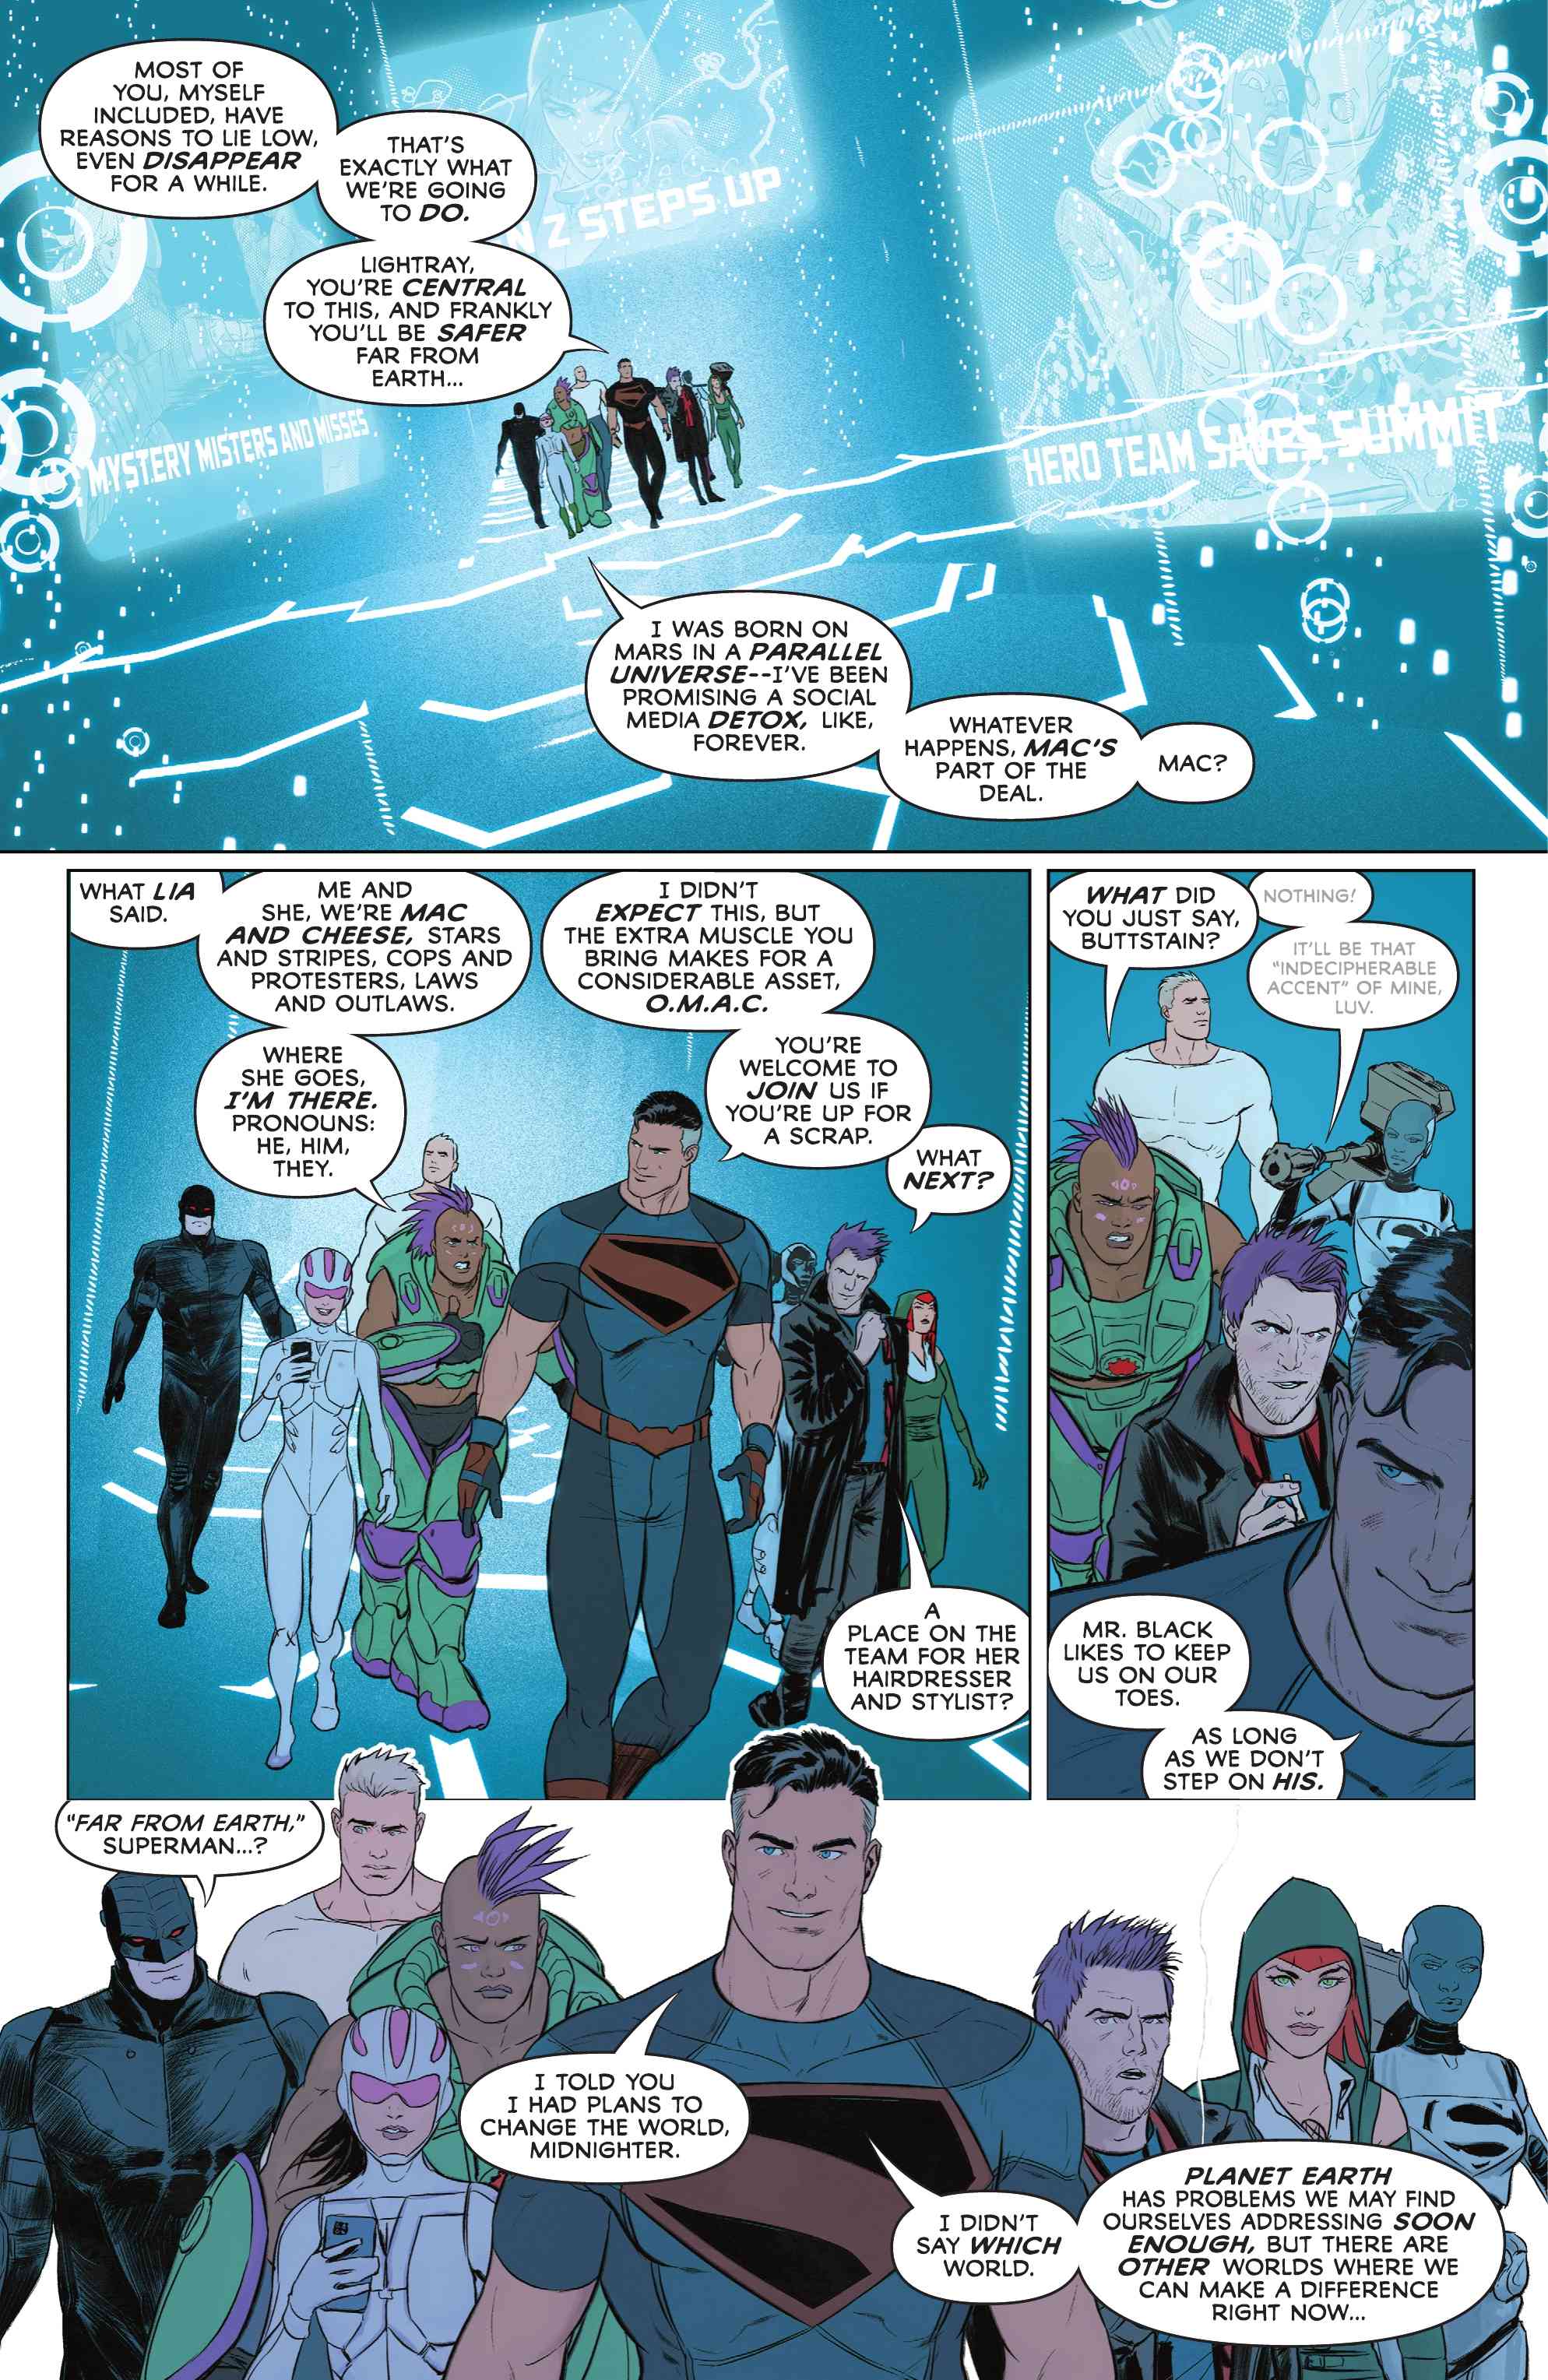 MOST OF
YOU, MYSELF
INCLUDED, HAVE
REASONS TO LIE LOW,
EVEN DISAPPEAR
FOR A WHILE.
THAT'S
EXACTLY WHAT
WE'RE GOING
TO DO.
N Z STEPS UP
LIGHTRAY,
YOU'RE CENTRAL
TO THIS, AND FRANKLY
YOU'LL BE SAFER
FAR FROM
EARTH...
MYSTERY MISTERS AND MISSES
HERO TEAM SAVES SUMMIT
I WAS BORN ON
MARS IN A PARALLEL
UNIVERSE--I'VE BEEN
PROMISING A SOCIAL
MEDIA DETOX, LIKE,
FOREVER.
WHATEVER
HAPPENS, MAC'S
PART OF THE
DEAL.
MAC?
WHAT LIA
SAID.
ME AND
SHE, WE'RE MAC
AND CHEESE, STARS
AND STRIPES, COPS AND
PROTESTERS, LAWS
AND OUTLAWS.
WHERE
SHE GOES,
I'M THERE.
PRONOUNS:
HE, HIM,
THEY.
I DIDN'T
EXPECT THIS, BUT
THE EXTRA MUSCLE YOU
BRING MAKES FOR A
CONSIDERABLE ASSET,
O.M.A.C.
YOU'RE
WELCOME TO
JOIN US IF
YOU'RE UP FOR
A SCRAP.
WHAT
NEXT?
A
PLACE ON THE
TEAM FOR HER
HAIRDRESSER
AND STYLIST?
WHAT DID
YOU JUST SAY,
BUTTSTAIN?
NOTHING!
IT'LL BE THAT
"INDECIPHERABLE
ACCENT" OF MINE,
LUV.
MR. BLACK
LIKES TO KEEP
US ON OUR
TOES.
AS LONG
AS WE DON'T
STEP ON HIS.
"FAR FROM EARTH,"
SUPERMAN...?
I TOLD YOU
I HAD PLANS TO
CHANGE THE WORLD,
MIDNIGHTER.
I DIDN'T
SAY WHICH
WORLD.
PLANET EARTH
HAS PROBLEMS WE MAY FIND
OURSELVES ADDRESSING SOON
ENOUGH, BUT THERE ARE
OTHER WORLDS WHERE WE
CAN MAKE A DIFFERENCE
RIGHT NOW...